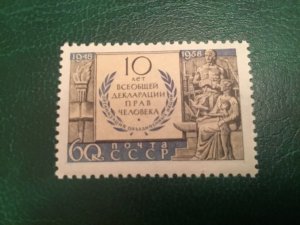 1948 1958
10
ЛЕТ
ВСЕОБЩЕЙ
ДЕКЛАРАЦИИ
ПРАВ
ЧЕЛОВЕКА
60 ПОЧТА
СССР